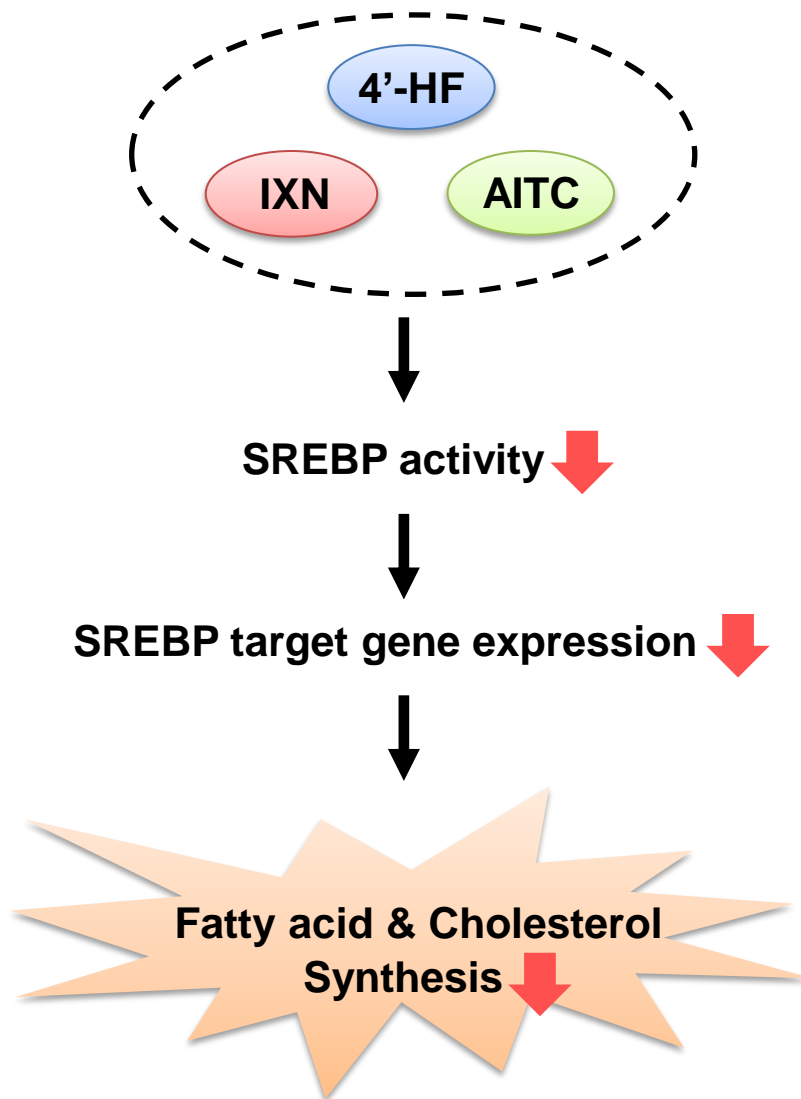 4’-HF
IXN
AITC
SREBP activity
SREBP target gene expression
Fatty acid & Cholesterol
Synthesis